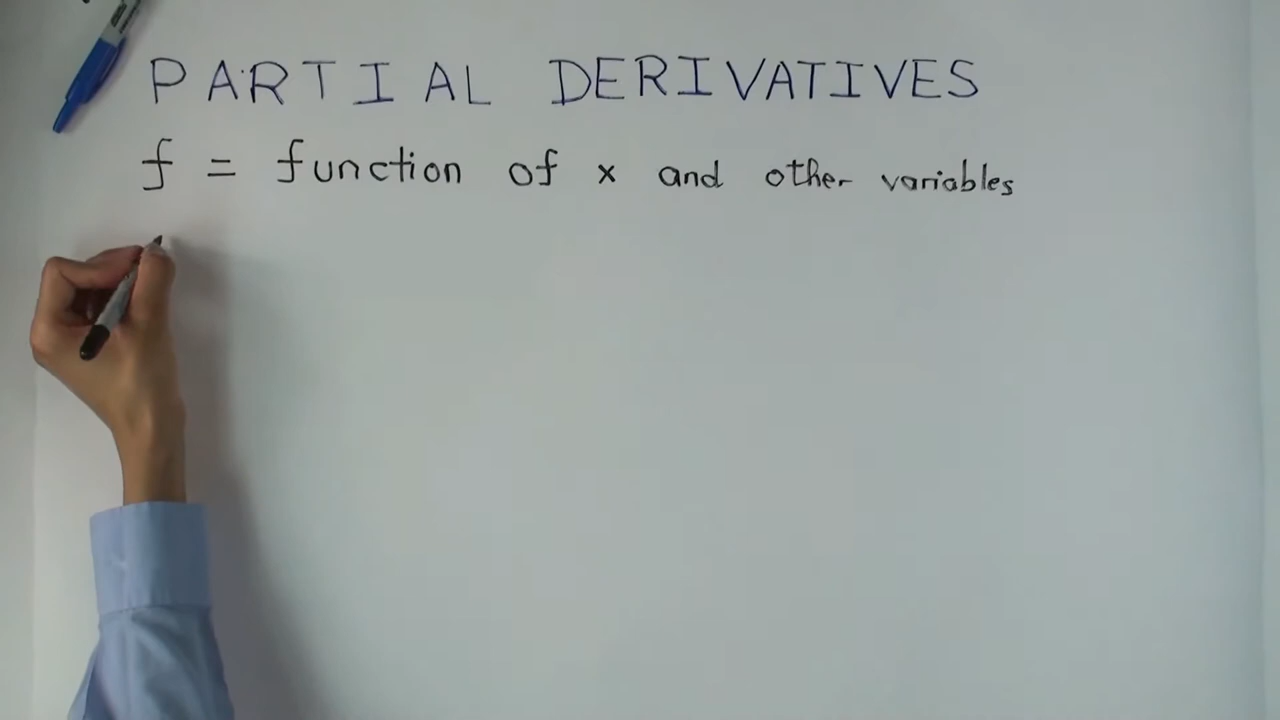 PARTIAL DERIVATIVES
f = function of x and other variables